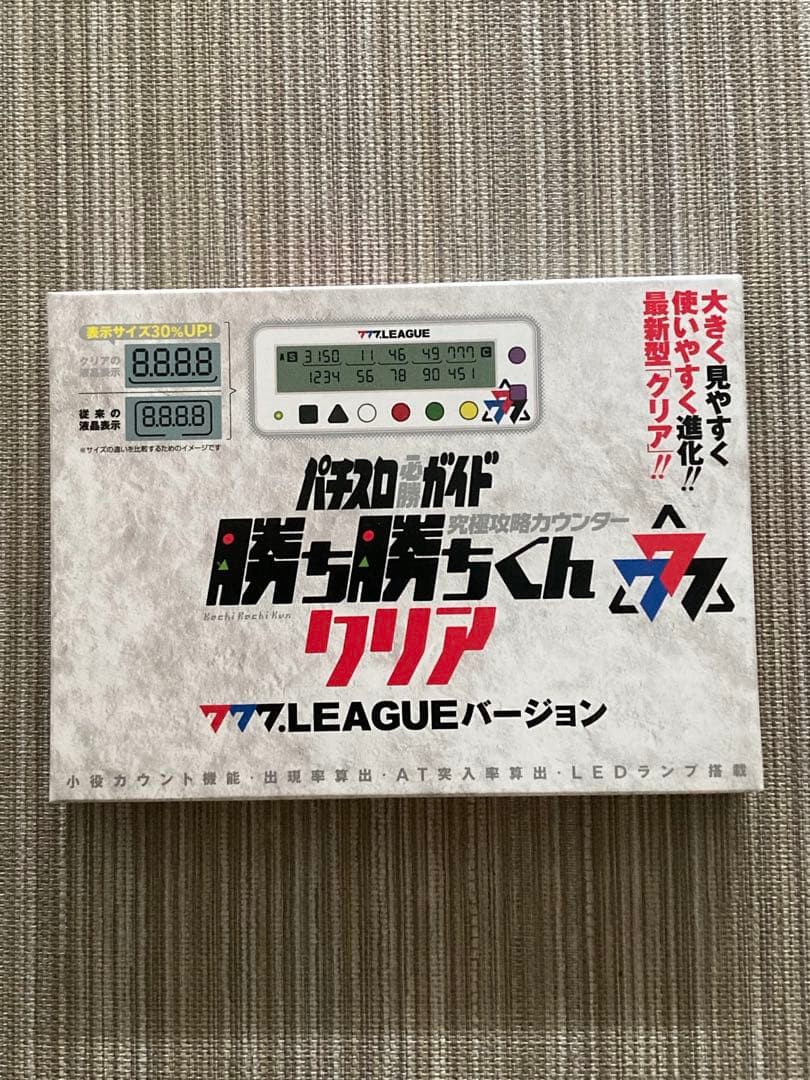 表示サイズ30%UP!
クリアの
液晶表示
8.8.8.8
従来の
液晶表示
8.8.8.8
※サイズの違いを比較するためのイメージです
777.LEAGUE
A S 3150 11 46 49 777 C
1234 56 78 90 451
大きく見やすく
使いやすく進化!!
最新型「クリア」!!
パチスロ必勝ガイド
究極攻略カウンター
勝ち勝ちくん
Kachi Kachi Kun
クリア
777
777.LEAGUEバージョン
小役カウント機能・出現率算出・AT突入率算出・LEDランプ搭載